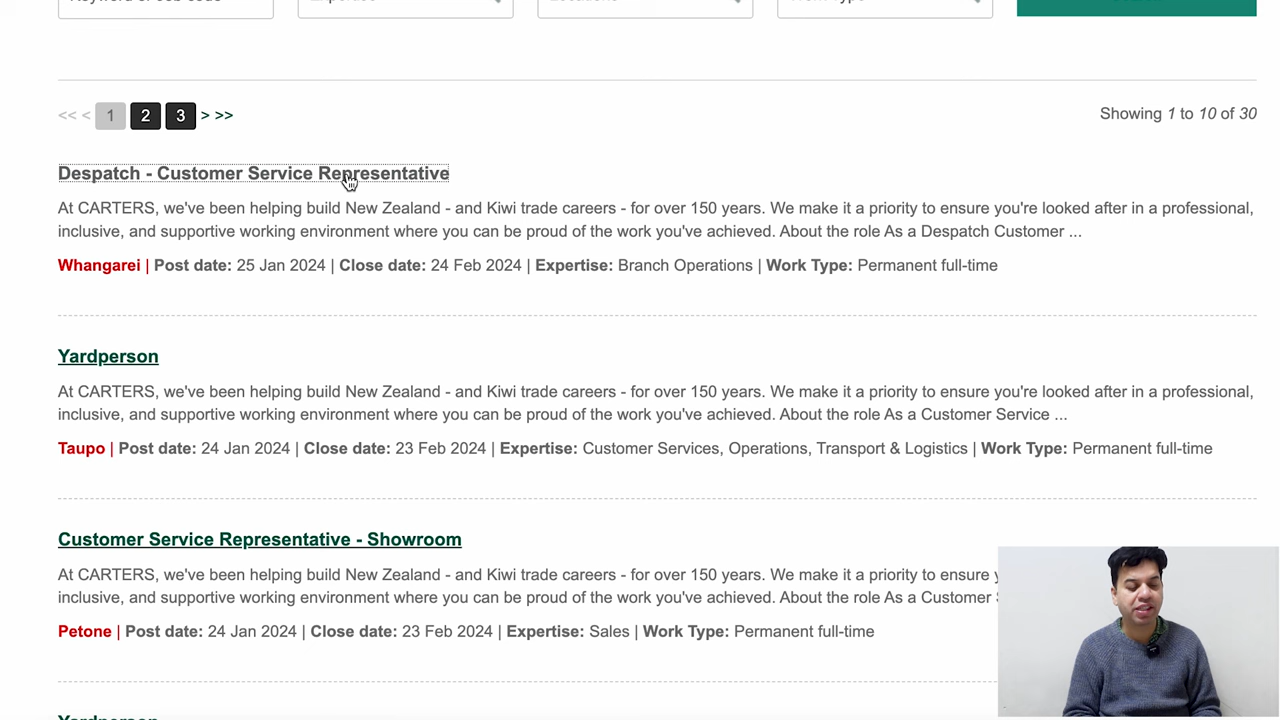 << < 1 2 3 > >>
Showing 1 to 10 of 30
Despatch - Customer Service Representative
At CARTERS, we've been helping build New Zealand - and Kiwi trade careers - for over 150 years. We make it a priority to ensure you're looked after in a professional,
inclusive, and supportive working environment where you can be proud of the work you've achieved. About the role As a Despatch Customer ...
Whangarei | Post date: 25 Jan 2024 | Close date: 24 Feb 2024 | Expertise: Branch Operations | Work Type: Permanent full-time
Yardperson
At CARTERS, we've been helping build New Zealand - and Kiwi trade careers - for over 150 years. We make it a priority to ensure you're looked after in a professional,
inclusive, and supportive working environment where you can be proud of the work you've achieved. About the role As a Customer Service ...
Taupo | Post date: 24 Jan 2024 | Close date: 23 Feb 2024 | Expertise: Customer Services, Operations, Transport & Logistics | Work Type: Permanent full-time
Customer Service Representative - Showroom
At CARTERS, we've been helping build New Zealand - and Kiwi trade careers - for over 150 years. We make it a priority to ensure
inclusive, and supportive working environment where you can be proud of the work you've achieved. About the role As a Customer
Petone | Post date: 24 Jan 2024 | Close date: 23 Feb 2024 | Expertise: Sales | Work Type: Permanent full-time